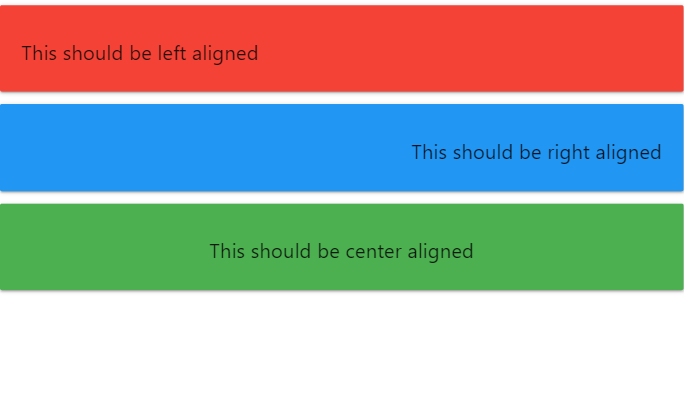 This should be left aligned
This should be right aligned
This should be center aligned